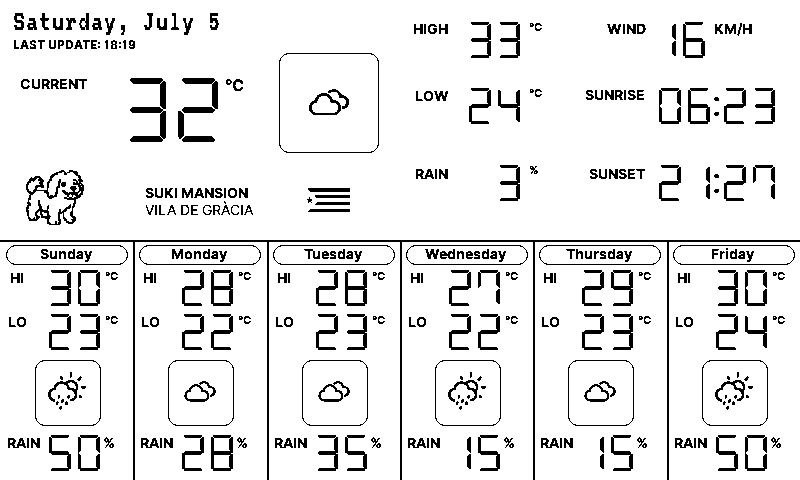 Saturday, July 5
LAST UPDATE: 18:19
CURRENT 32 °C
SUKI MANSION
VILA DE GRÀCIA
HIGH 33 °C
LOW 24 °C
RAIN 3 %
WIND 16 KM/H
SUNRISE 06:23
SUNSET 21:27
Sunday
HI 30 °C
LO 23 °C
RAIN 50 %
Monday
HI 28 °C
LO 22 °C
RAIN 28 %
Tuesday
HI 28 °C
LO 22 °C
RAIN 35 %
Wednesday
HI 27 °C
LO 22 °C
RAIN 15 %
Thursday
HI 29 °C
LO 23 °C
RAIN 15 %
Friday
HI 30 °C
LO 24 °C
RAIN 50 %